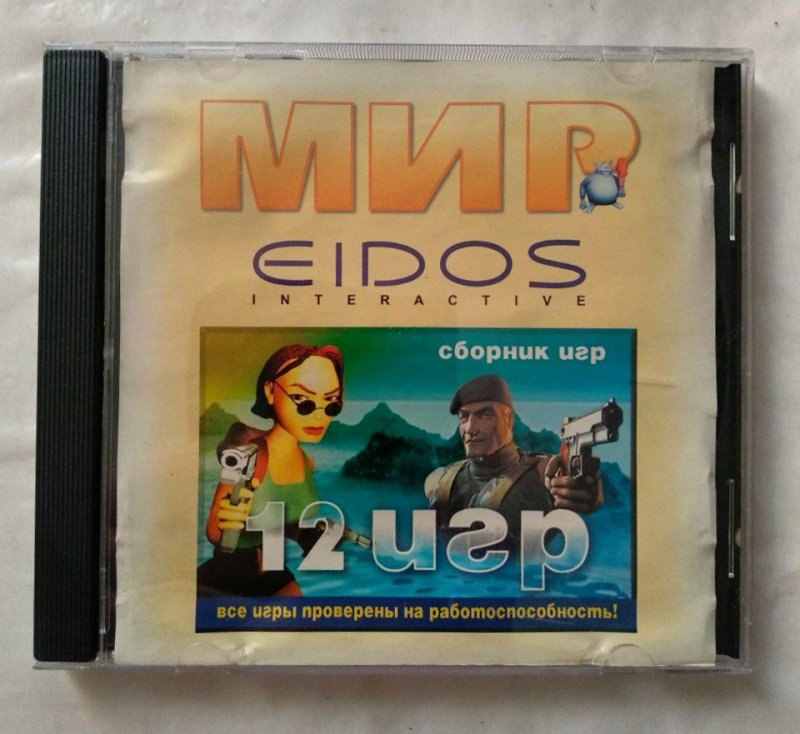 МИР
EIDOS
INTERACTIVE
сборник игр
12 игр
все игры проверены на работоспособность!